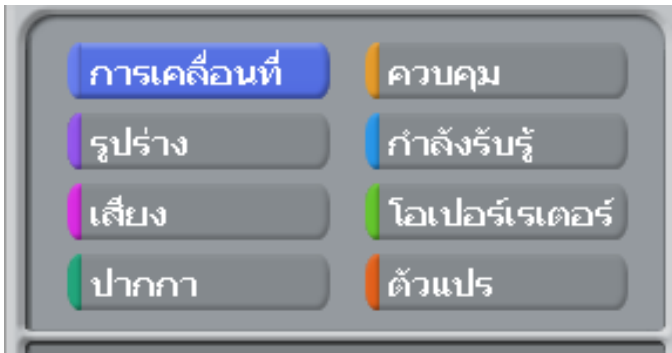 การเคลื่อนที่ ควบคุม
รูปร่าง กำลังรับรู้
เสียง โอเปอร์เรเตอร์
ปากกา ตัวแปร